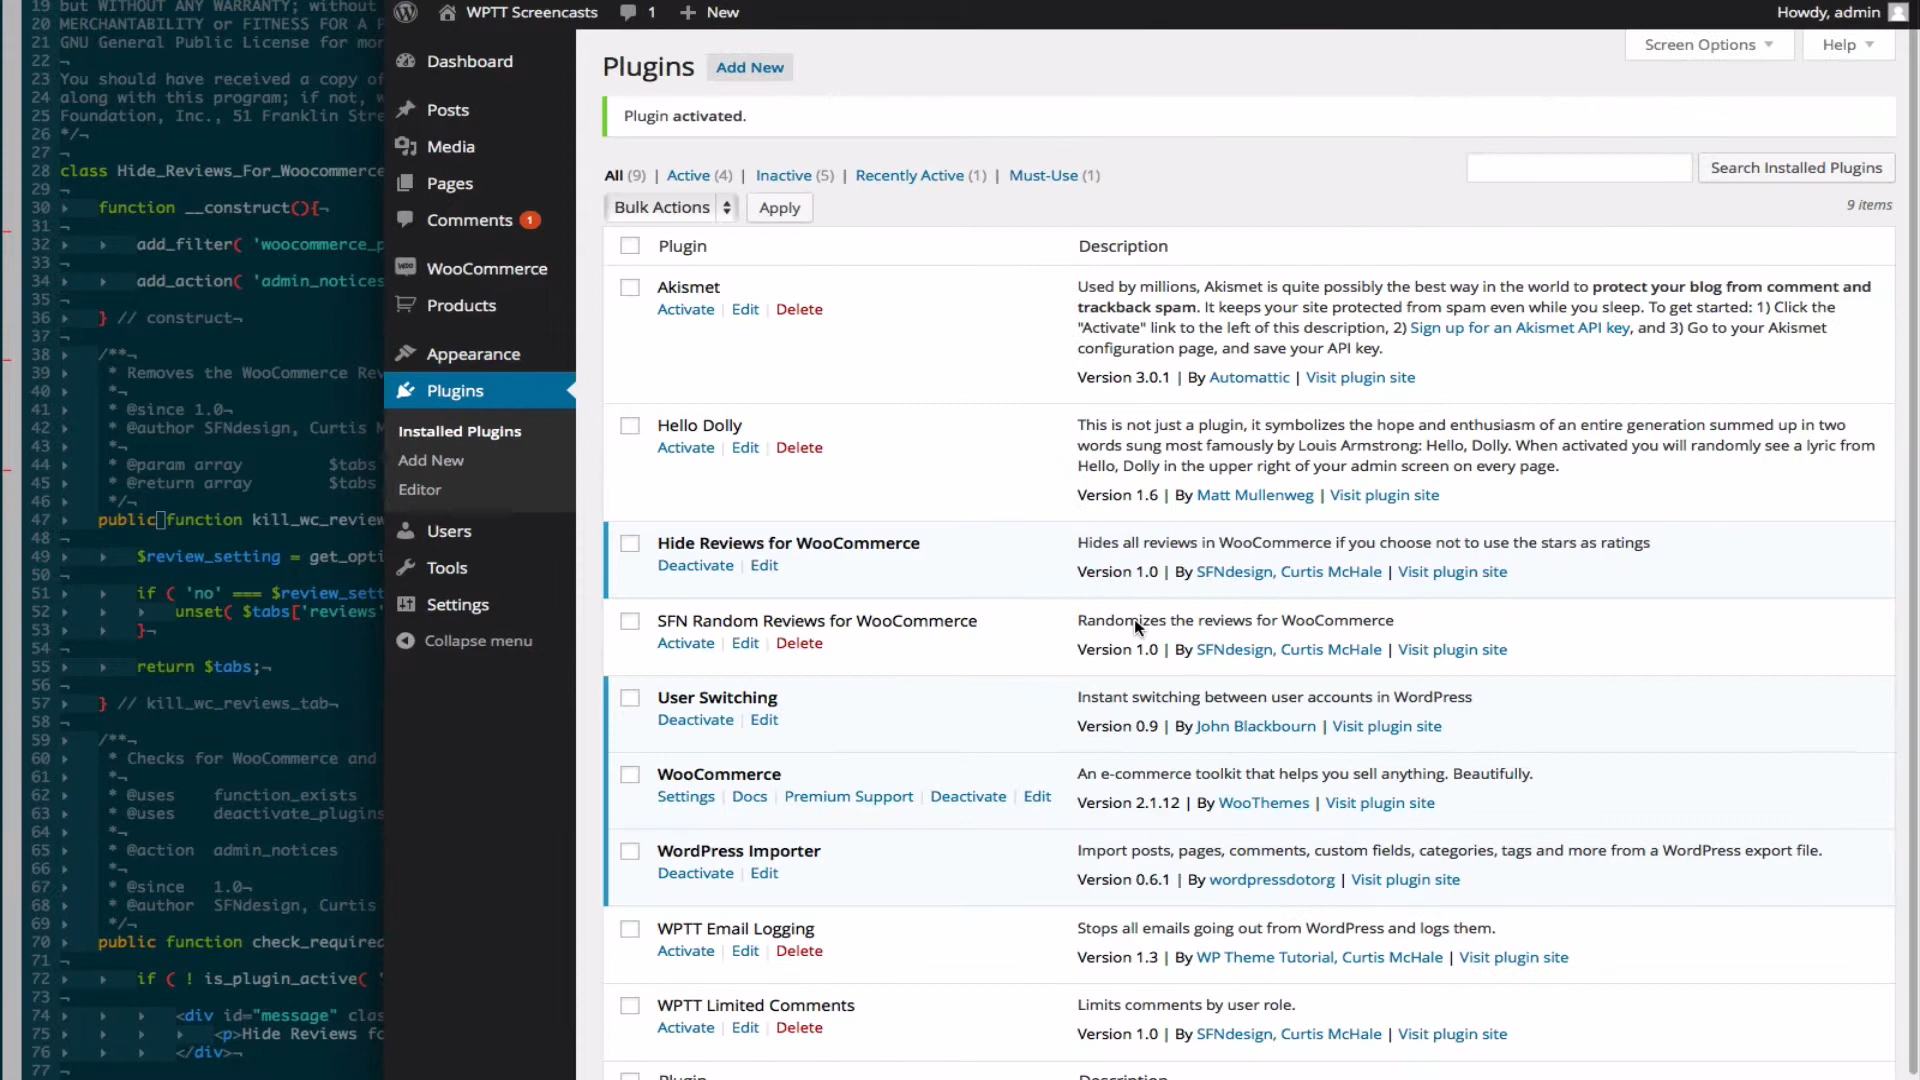 19 but WITHOUT ANY WARRANTY; without
20 MERCHANTABILITY or FITNESS FOR A
21 GNU General Public License for mor
22 ¬
23 You should have received a copy of
24 along with this program; if not,
25 Foundation, Inc., 51 Franklin Stre
26 */¬
27 ¬
28 class Hide_Reviews_For_Woocommerce
29 ¬
30 function __construct(){¬
31 ¬
32 add_filter( 'woocommerce_p
33 ¬
34 add_action( 'admin_notices
35 ¬
36 } // construct¬
37 ¬
38 /**¬
39 * Removes the WooCommerce Rev
40 *¬
41 * @since 1.0¬
42 * @author SFNdesign, Curtis M
43 *¬
44 * @param array $tabs
45 * @return array $tabs
46 */¬
47 public function kill_wc_review
48 ¬
49 $review_setting = get_opti
50 ¬
51 if ( 'no' === $review_sett
52 unset( $tabs['reviews'
53 }¬
54 ¬
55 return $tabs;¬
56 ¬
57 } // kill_wc_reviews_tab¬
58 ¬
59 /**¬
60 * Checks for WooCommerce and
61 *¬
62 * @uses function_exists
63 * @uses deactivate_plugins
64 *¬
65 * @action admin_notices
66 *¬
67 * @since 1.0¬
68 * @author SFNdesign, Curtis
69 */¬
70 public function check_required
71 ¬
72 if ( ! is_plugin_active( '
73 ¬
74 <div id="message" clas
75 <p>Hide Reviews fo
76 </div>¬
77 ¬
WPTT Screencasts 1 New
Howdy, admin
Dashboard
Posts
Media
Pages
Comments 1
WooCommerce
Products
Appearance
Plugins
Installed Plugins
Add New
Editor
Users
Tools
Settings
Collapse menu
Screen Options Help
Plugins Add New
Plugin activated.
All (9) | Active (4) | Inactive (5) | Recently Active (1) | Must-Use (1)
Search Installed Plugins
Bulk Actions Apply
9 items
Plugin Description
Akismet
Activate | Edit | Delete
Used by millions, Akismet is quite possibly the best way in the world to protect your blog from comment and
trackback spam. It keeps your site protected from spam even while you sleep. To get started: 1) Click the
"Activate" link to the left of this description, 2) Sign up for an Akismet API key, and 3) Go to your Akismet
configuration page, and save your API key.
Version 3.0.1 | By Automattic | Visit plugin site
Hello Dolly
Activate | Edit | Delete
This is not just a plugin, it symbolizes the hope and enthusiasm of an entire generation summed up in two
words sung most famously by Louis Armstrong: Hello, Dolly. When activated you will randomly see a lyric from
Hello, Dolly in the upper right of your admin screen on every page.
Version 1.6 | By Matt Mullenweg | Visit plugin site
Hide Reviews for WooCommerce
Deactivate | Edit
Hides all reviews in WooCommerce if you choose not to use the stars as ratings
Version 1.0 | By SFNdesign, Curtis McHale | Visit plugin site
SFN Random Reviews for WooCommerce
Activate | Edit | Delete
Randomizes the reviews for WooCommerce
Version 1.0 | By SFNdesign, Curtis McHale | Visit plugin site
User Switching
Deactivate | Edit
Instant switching between user accounts in WordPress
Version 0.9 | By John Blackbourn | Visit plugin site
WooCommerce
Settings | Docs | Premium Support | Deactivate | Edit
An e-commerce toolkit that helps you sell anything. Beautifully.
Version 2.1.12 | By WooThemes | Visit plugin site
WordPress Importer
Deactivate | Edit
Import posts, pages, comments, custom fields, categories, tags and more from a WordPress export file.
Version 0.6.1 | By wordpressdotorg | Visit plugin site
WPTT Email Logging
Activate | Edit | Delete
Stops all emails going out from WordPress and logs them.
Version 1.3 | By WP Theme Tutorial, Curtis McHale | Visit plugin site
WPTT Limited Comments
Activate | Edit | Delete
Limits comments by user role.
Version 1.0 | By SFNdesign, Curtis McHale | Visit plugin site
Plugin Description